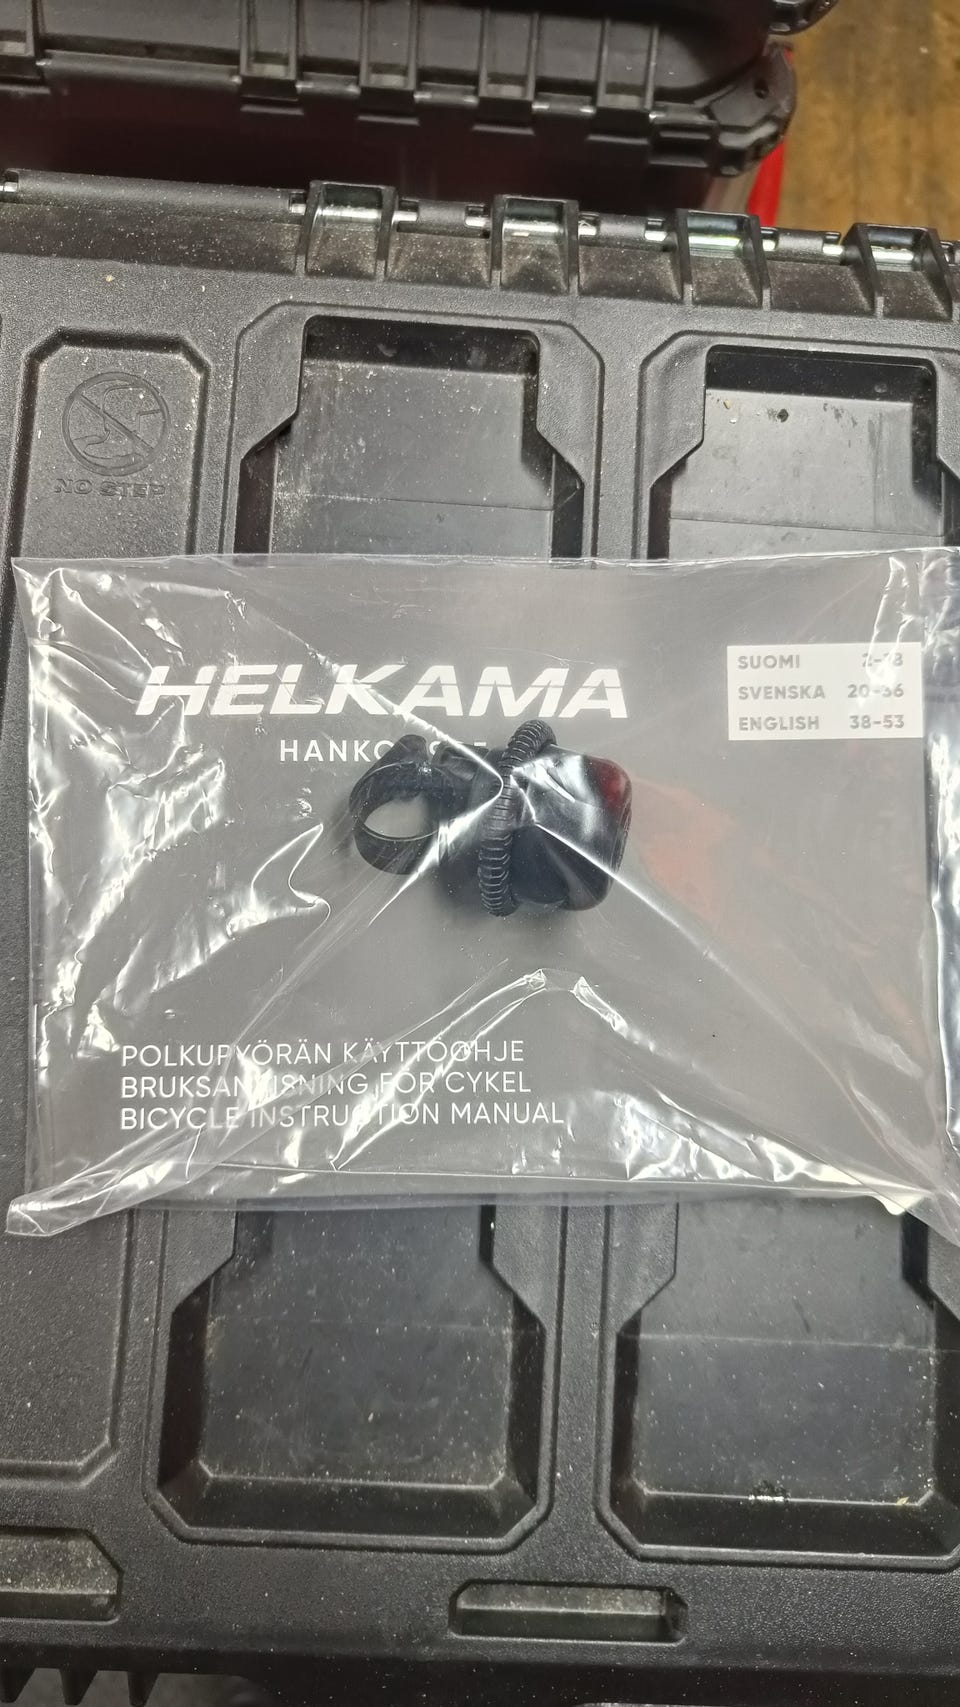 NO STEP
HELKAMA
SUOMI
SVENSKA 20-36
ENGLISH 38-53
POLKUPYÖRÄN KÄYTTÖOHJE
BRUKSANVISNING FÖR CYKEL
BICYCLE INSTRUCTION MANUAL